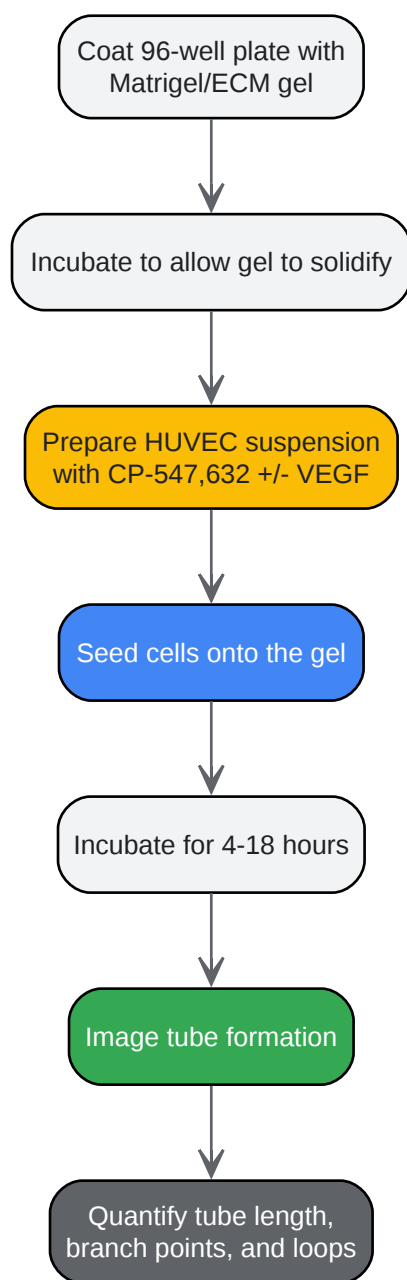 Coat 96-well plate with
Matrigel/ECM gel
Incubate to allow gel to solidify
Prepare HUVEC suspension
with CP-547,632 +/- VEGF
Seed cells onto the gel
Incubate for 4-18 hours
Image tube formation
Quantify tube length,
branch points, and loops